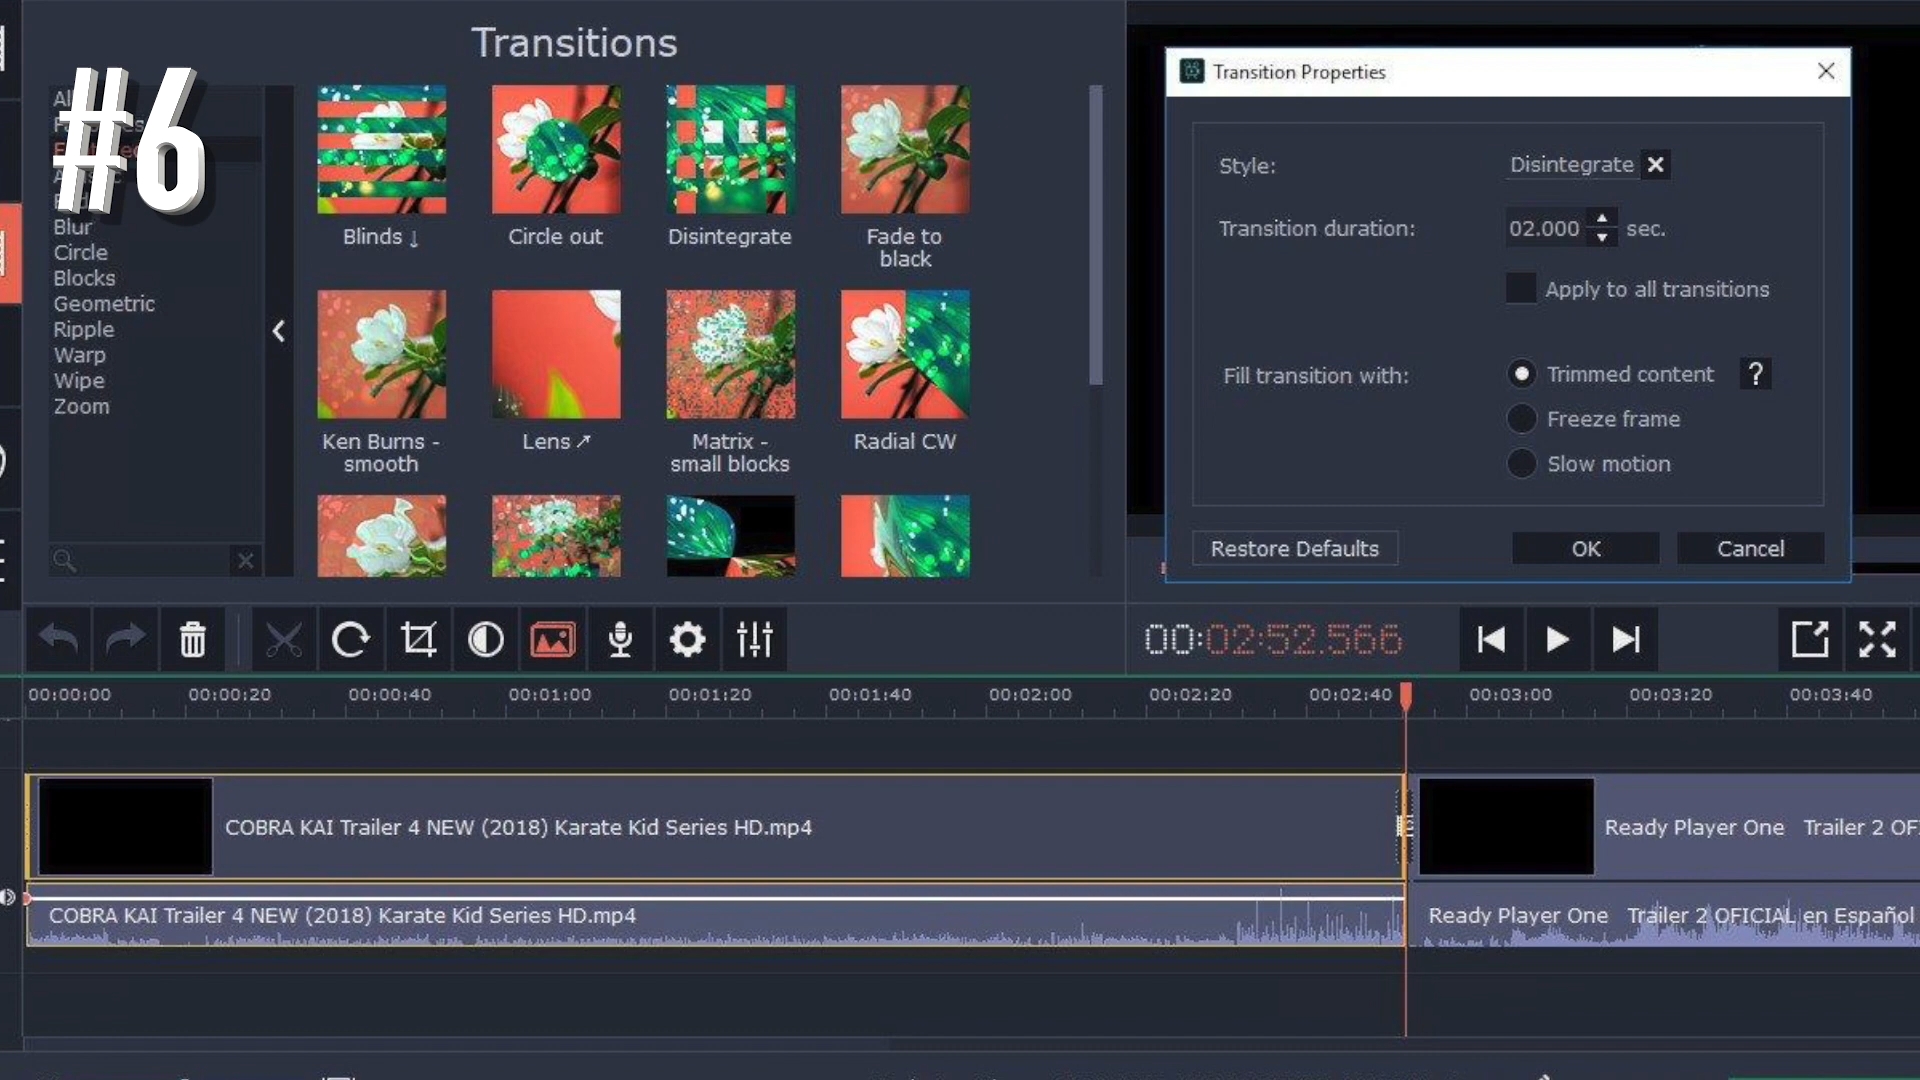 Transitions
#6
Blur
Circle
Blocks
Geometric
Ripple
Warp
Wipe
Zoom
Blinds ↓
Circle out
Disintegrate
Fade to
black
Ken Burns -
smooth
Lens ↗
Matrix -
small blocks
Radial CW
Transition Properties
Style:
Disintegrate
Transition duration:
02.000
sec.
Apply to all transitions
Fill transition with:
Trimmed content
?
Freeze frame
Slow motion
Restore Defaults
OK
Cancel
00:02:52.566
00:00:00
00:00:20
00:00:40
00:01:00
00:01:20
00:01:40
00:02:00
00:02:20
00:02:40
00:03:00
00:03:20
00:03:40
COBRA KAI Trailer 4 NEW (2018) Karate Kid Series HD.mp4
Ready Player One Trailer 2 OFI
COBRA KAI Trailer 4 NEW (2018) Karate Kid Series HD.mp4
Ready Player One Trailer 2 OFICIAL en Español